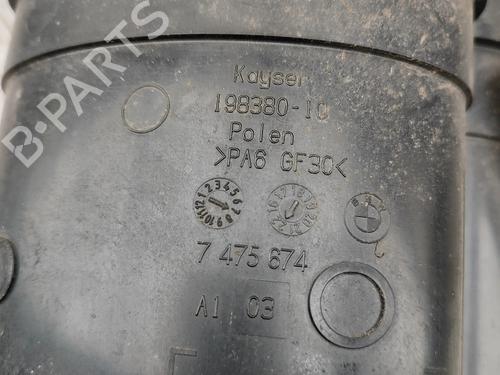 Kayser
198380-10
Polen
>PA6 GF30<
7 475 674
A1 03
B-PARTS